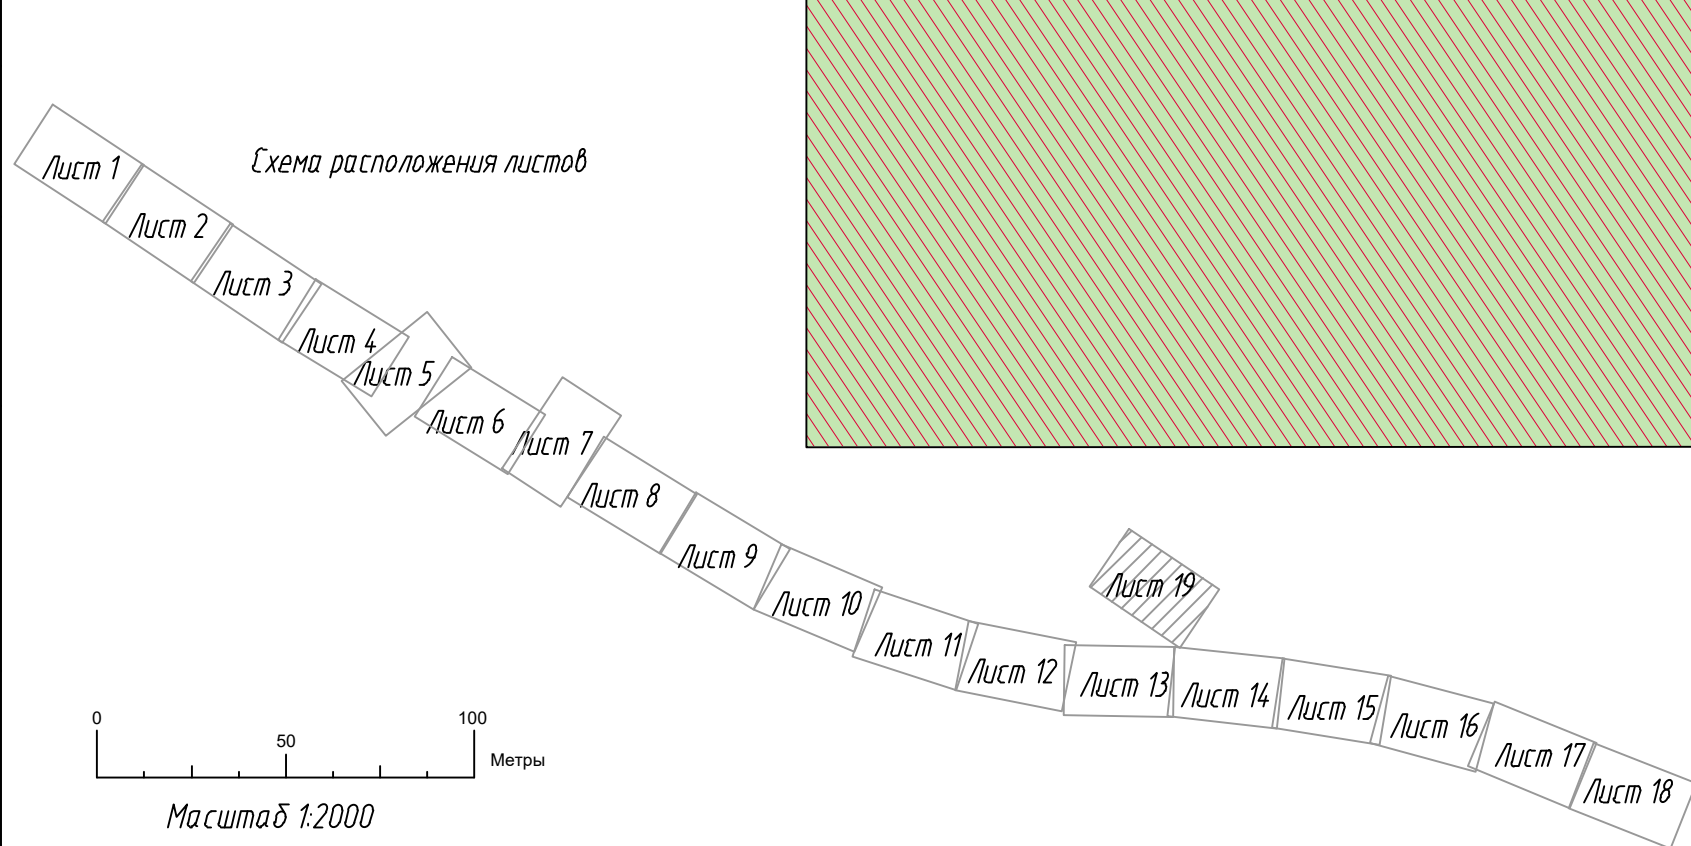 Схема расположения листов
Лист 1
Лист 2
Лист 3
Лист 4
Лист 5
Лист 6
Лист 7
Лист 8
Лист 9
Лист 10
Лист 11
Лист 12
Лист 13
Лист 14
Лист 15
Лист 16
Лист 17
Лист 18
Лист 19
0 50 100
Метры
Масштаб 1:2000